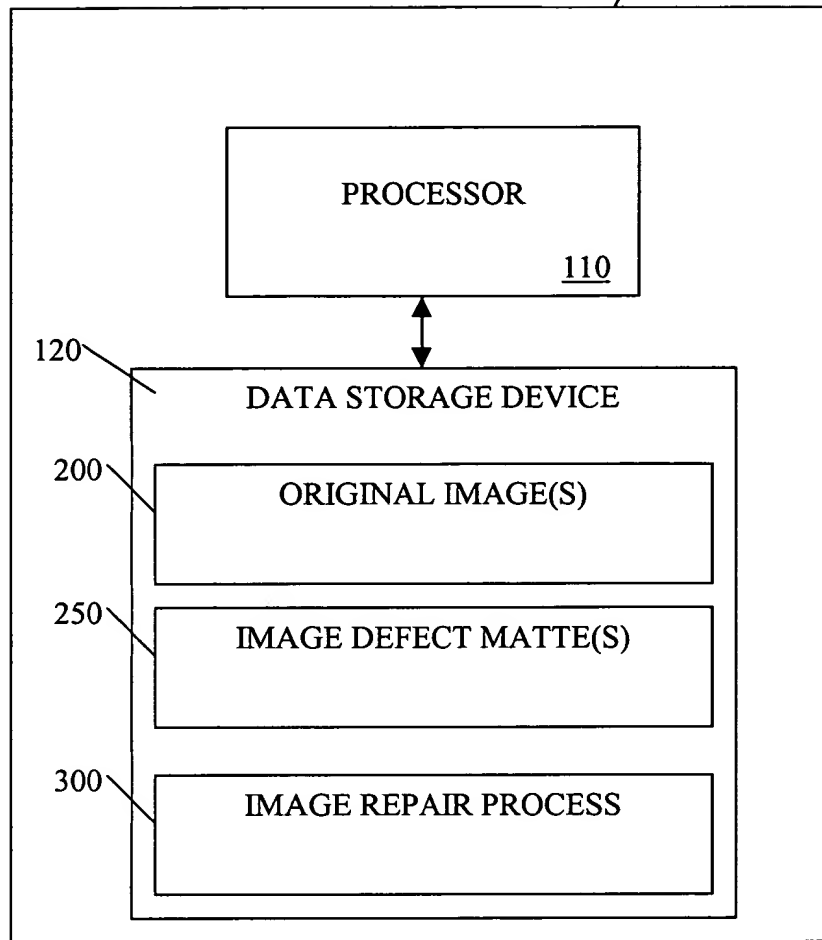 PROCESSOR
110
120
DATA STORAGE DEVICE
200
ORIGINAL IMAGE(S)
250
IMAGE DEFECT MATTE(S)
300
IMAGE REPAIR PROCESS